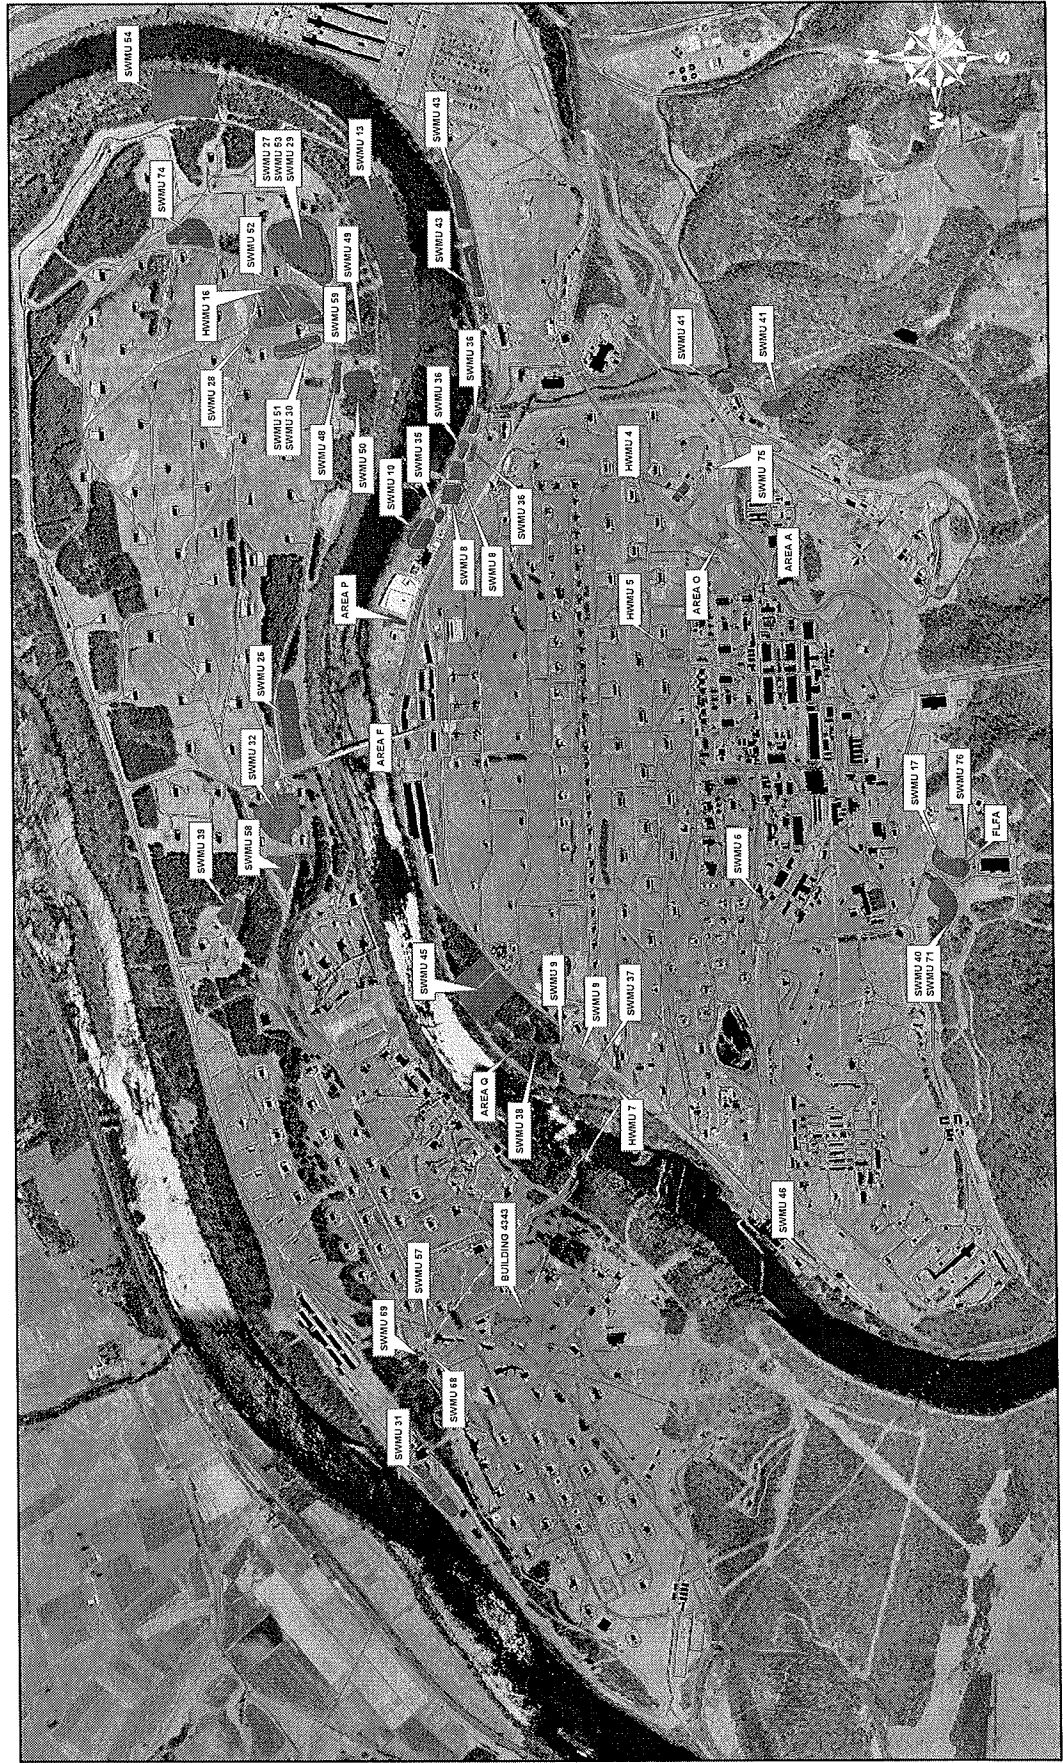 SWMU 54
SWMU 74
HWMU 16
SWMU 39
SWMU 28
SWMU 52
SWMU 58
SWMU 32
SWMU 26
SWMU 27
SWMU 53
SWMU 29
SWMU 51
SWMU 30
SWMU 48
SWMU 59
SWMU 49
AREA P
SWMU 50
SWMU 13
AREA F
SWMU 69
SWMU 31
SWMU 10
SWMU 57
SWMU 45
SWMU 35
SWMU 36
SWMU 43
SWMU 43
SWMU 68
SWMU 8
SWMU 36
AREA Q
SWMU 8
BUILDING 4343
SWMU 38
SWMU 36
SWMU 9
SWMU 9
HWMU 7
SWMU 37
HWMU 5
HWMU 4
SWMU 41
AREA O
SWMU 6
SWMU 75
SWMU 41
SWMU 46
AREA A
SWMU 40
SWMU 71
SWMU 17
SWMU 76
FLFA
N
W
S